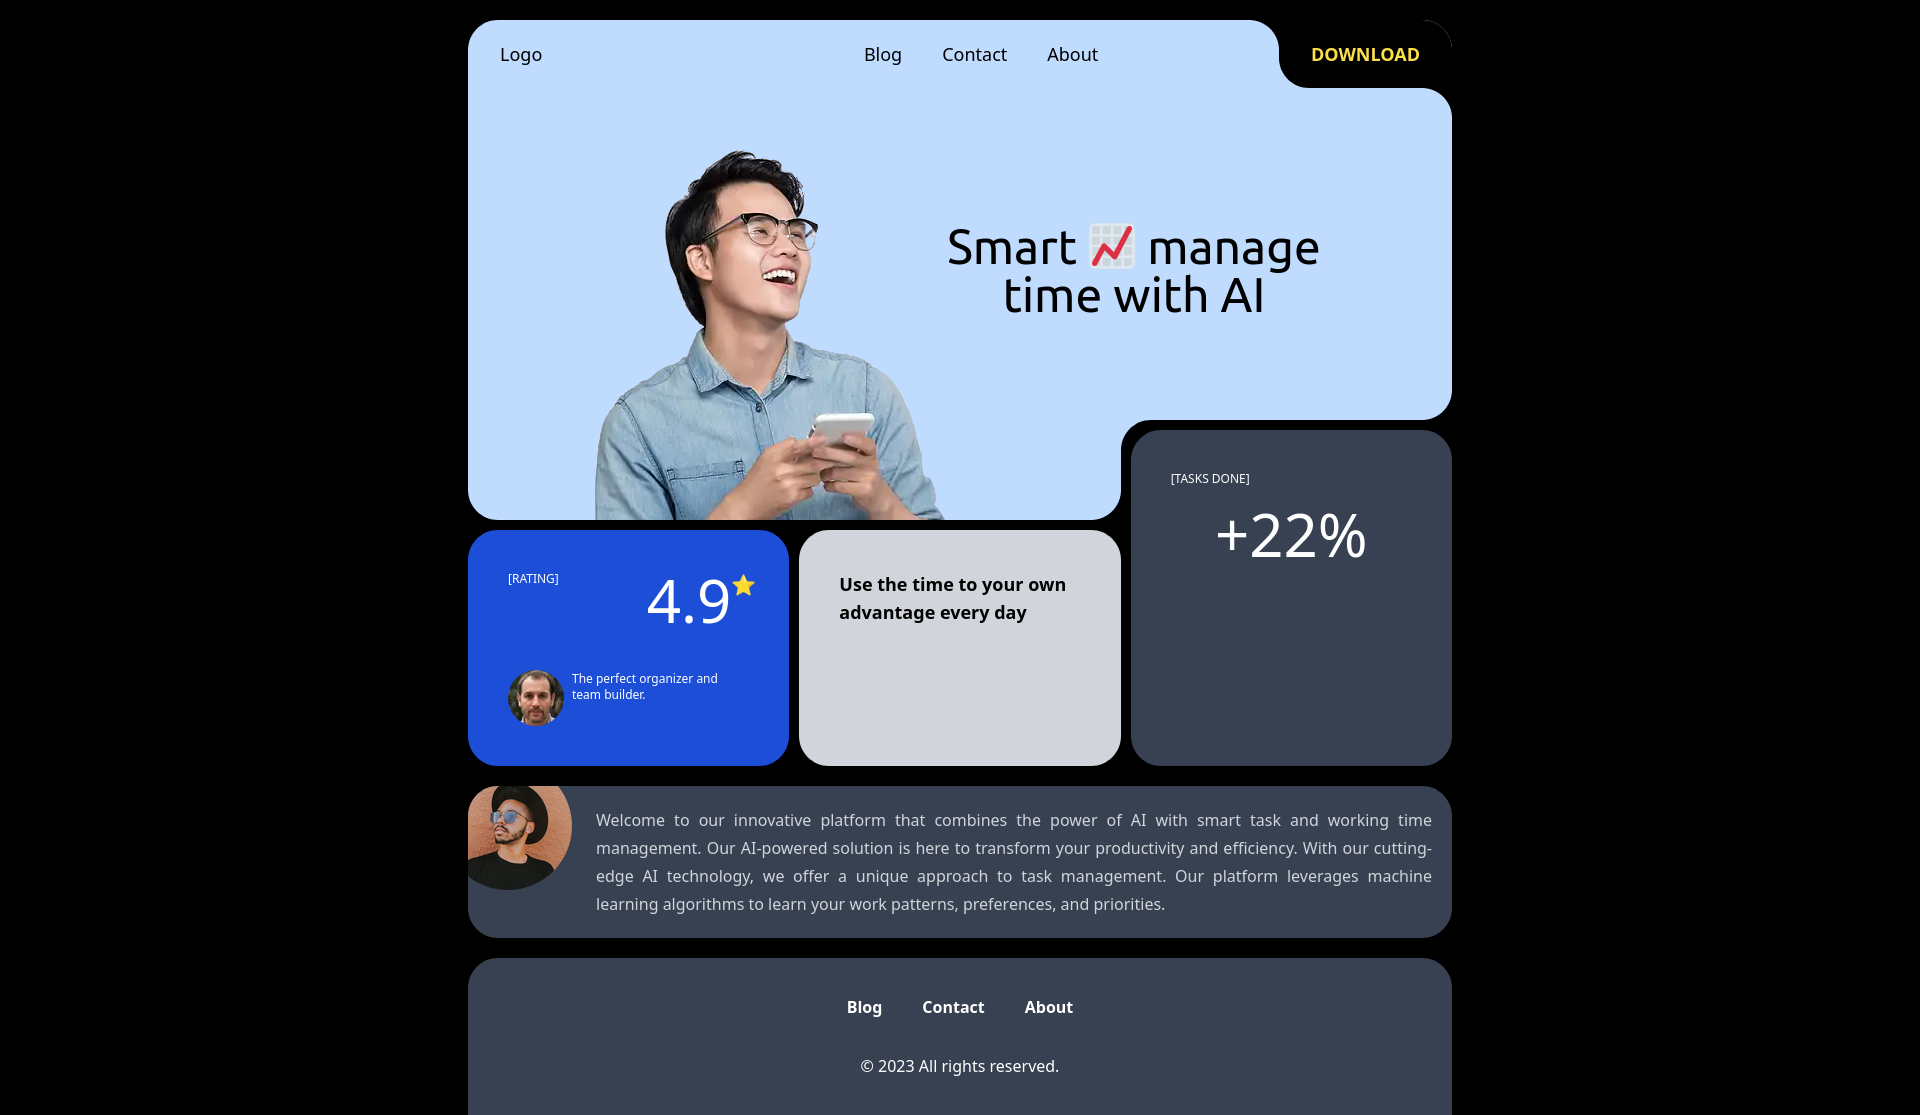 Logo
Blog Contact About
DOWNLOAD
Smart 📈 manage
time with AI
[TASKS DONE]
+22%
[RATING]
4.9⭐
The perfect organizer and
team builder.
Use the time to your own
advantage every day
Welcome to our innovative platform that combines the power of AI with smart task and working time
management. Our AI-powered solution is here to transform your productivity and efficiency. With our cutting-
edge AI technology, we offer a unique approach to task management. Our platform leverages machine
learning algorithms to learn your work patterns, preferences, and priorities.
Blog Contact About
© 2023 All rights reserved.